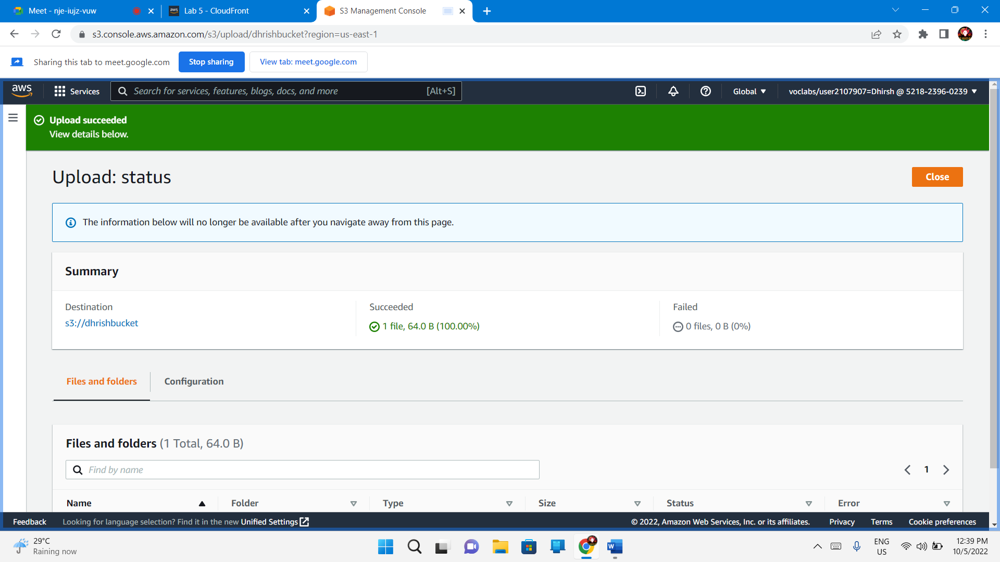 Meet - nje-iujz-vuw
aws Lab 5 - CloudFront
S3 Management Console
s3.console.aws.amazon.com/s3/upload/dhrishbucket?region=us-east-1
Sharing this tab to meet.google.com
Stop sharing
View tab: meet.google.com
aws
Services
Search for services, features, blogs, docs, and more
[Alt+S]
Global
voclabs/user2107907=Dhirsh @ 5218-2396-0239
Upload succeeded
View details below.
Upload: status
Close
The information below will no longer be available after you navigate away from this page.
Summary
Destination
s3://dhrishbucket
Succeeded
1 file, 64.0 B (100.00%)
Failed
0 files, 0 B (0%)
Files and folders
Configuration
Files and folders (1 Total, 64.0 B)
Find by name
1
Name
Folder
Type
Size
Status
Error
Feedback
Looking for language selection? Find it in the new Unified Settings
© 2022, Amazon Web Services, Inc. or its affiliates.
Privacy
Terms
Cookie preferences
29°C
Raining now
W
ENG
US
12:39 PM
10/5/2022